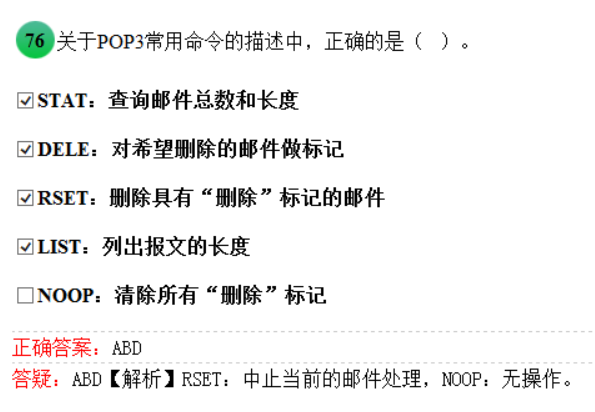 76 关于POP3常用命令的描述中，正确的是（ ）。
STAT：查询邮件总数和长度
DELE：对希望删除的邮件做标记
RSET：删除具有“删除”标记的邮件
LIST：列出报文的长度
NOOP：清除所有“删除”标记
正确答案：ABD
答疑：ABD【解析】RSET：中止当前的邮件处理，NOOP：无操作。